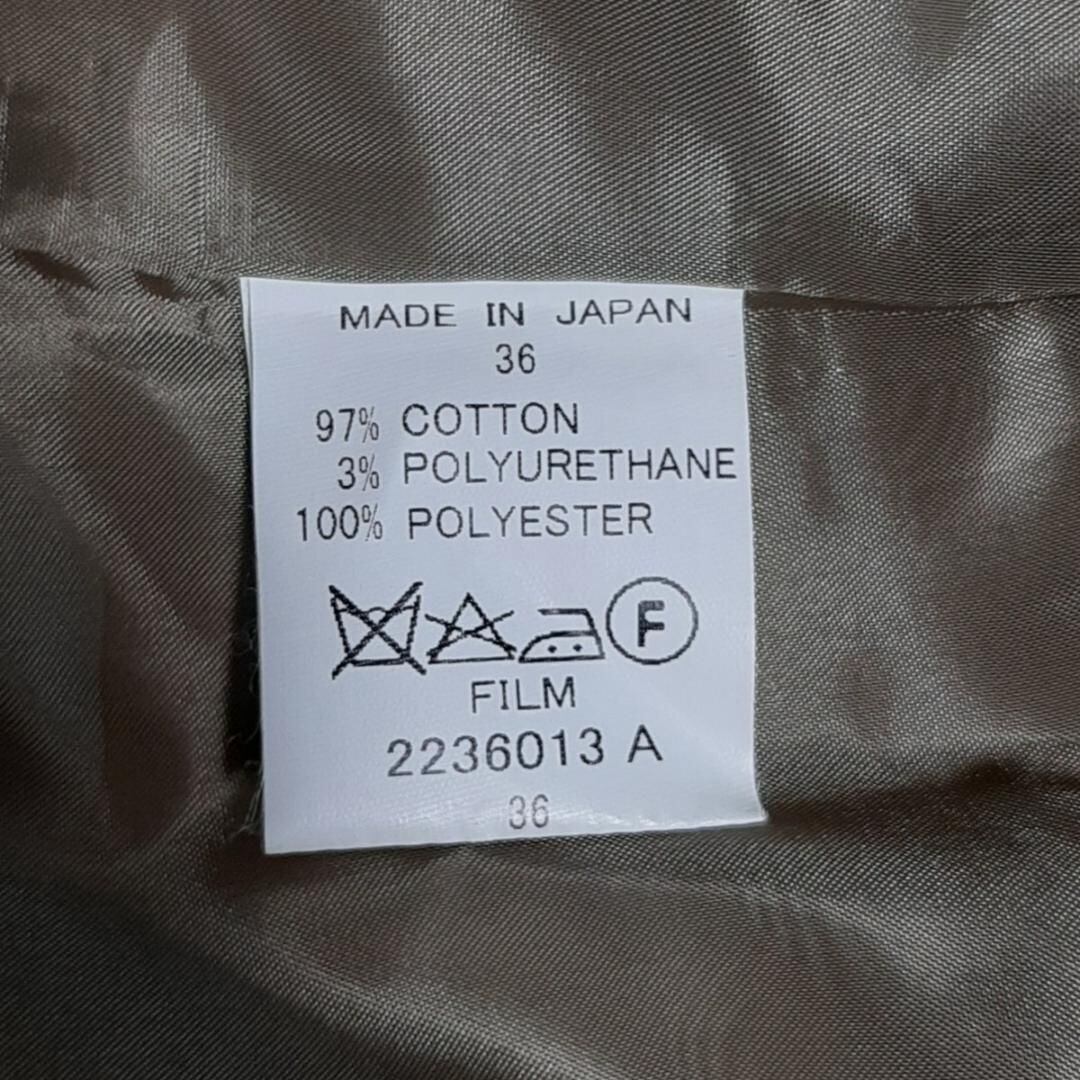 MADE IN JAPAN
36
97% COTTON
3% POLYURETHANE
100% POLYESTER
F
FILM
2236013 A
36